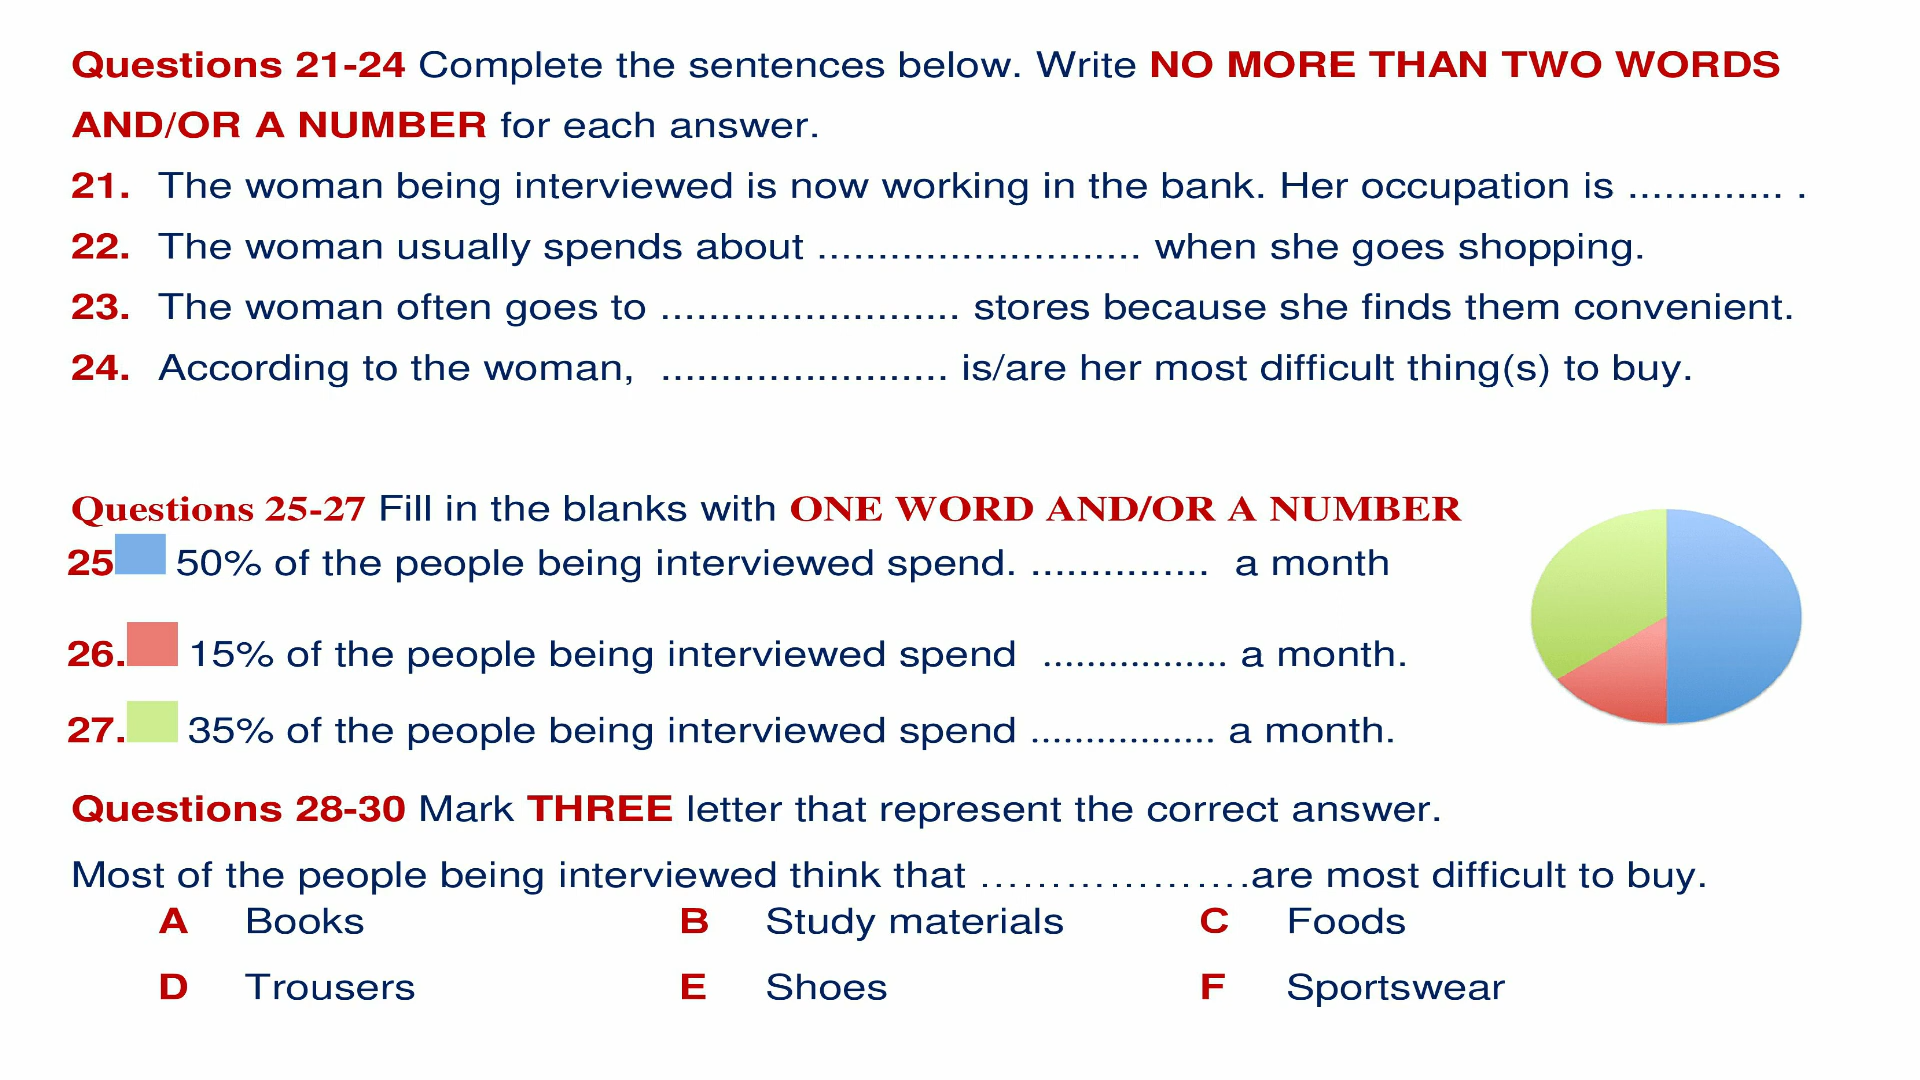 Questions 21-24 Complete the sentences below. Write NO MORE THAN TWO WORDS
AND/OR A NUMBER for each answer.
21. The woman being interviewed is now working in the bank. Her occupation is ............. .
22. The woman usually spends about ........................... when she goes shopping.
23. The woman often goes to ......................... stores because she finds them convenient.
24. According to the woman, ........................ is/are her most difficult thing(s) to buy.
Questions 25-27 Fill in the blanks with ONE WORD AND/OR A NUMBER
25 50% of the people being interviewed spend. ............... a month
26. 15% of the people being interviewed spend ................. a month.
27. 35% of the people being interviewed spend ................. a month.
Questions 28-30 Mark THREE letter that represent the correct answer.
Most of the people being interviewed think that ……………….are most difficult to buy.
A Books B Study materials C Foods
D Trousers E Shoes F Sportswear